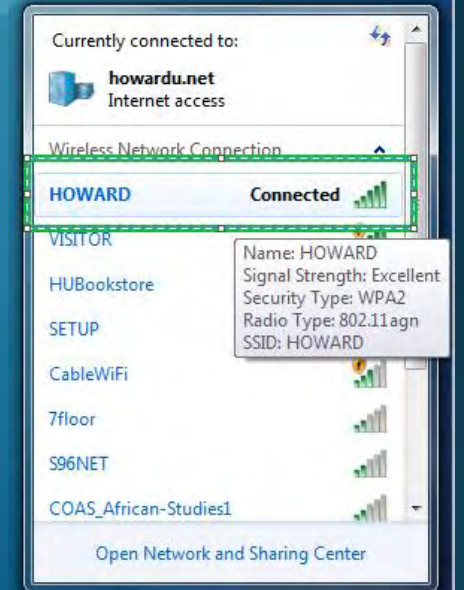 Currently connected to:
howardu.net
Internet access
Wireless Network Connection
HOWARD Connected
VISITOR
Name: HOWARD
Signal Strength: Excellent
Security Type: WPA2
Radio Type: 802.11agn
SSID: HOWARD
HUBookstore
SETUP
CableWiFi
7floor
S96NET
COAS_African-Studies1
Open Network and Sharing Center